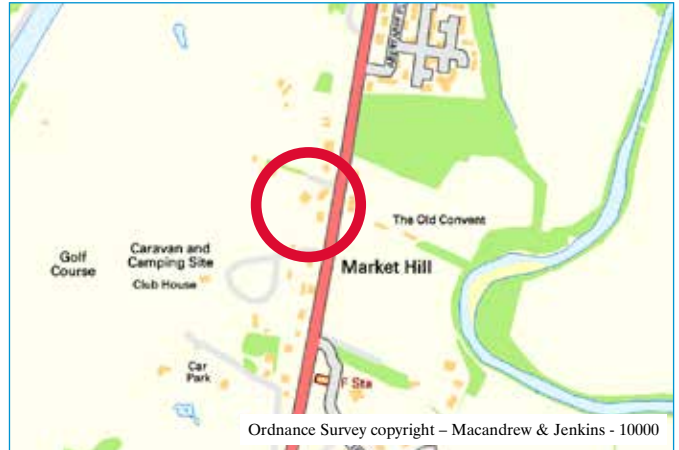 The Old Convent
Golf
Course
Caravan and
Camping Site
Club House
Market Hill
Car
Park
F Sta
Ordnance Survey copyright – Macandrew & Jenkins - 10000